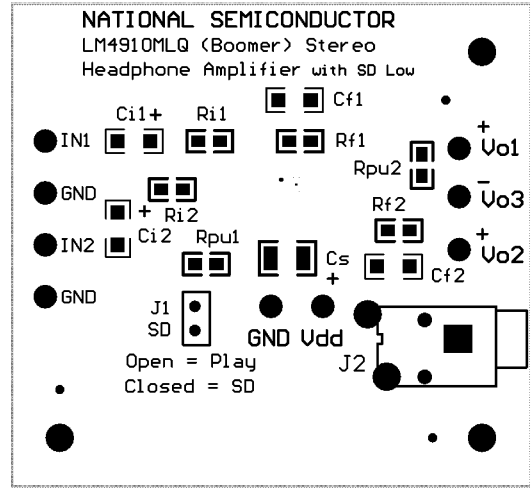 NATIONAL SEMICONDUCTOR
LM4910MLQ (Boomer) Stereo
Headphone Amplifier with SD Low
Cf1
Ci1+
Ri1
Rf1
IN1
+
Vo1
Rpu2
GND
Ri2
-
Vo3
+
Ci2
Rf2
IN2
+
Vo2
Rpu1
Cs
+
Cf2
GND
J1
SD
GND Vdd
J2
Open = Play
Closed = SD